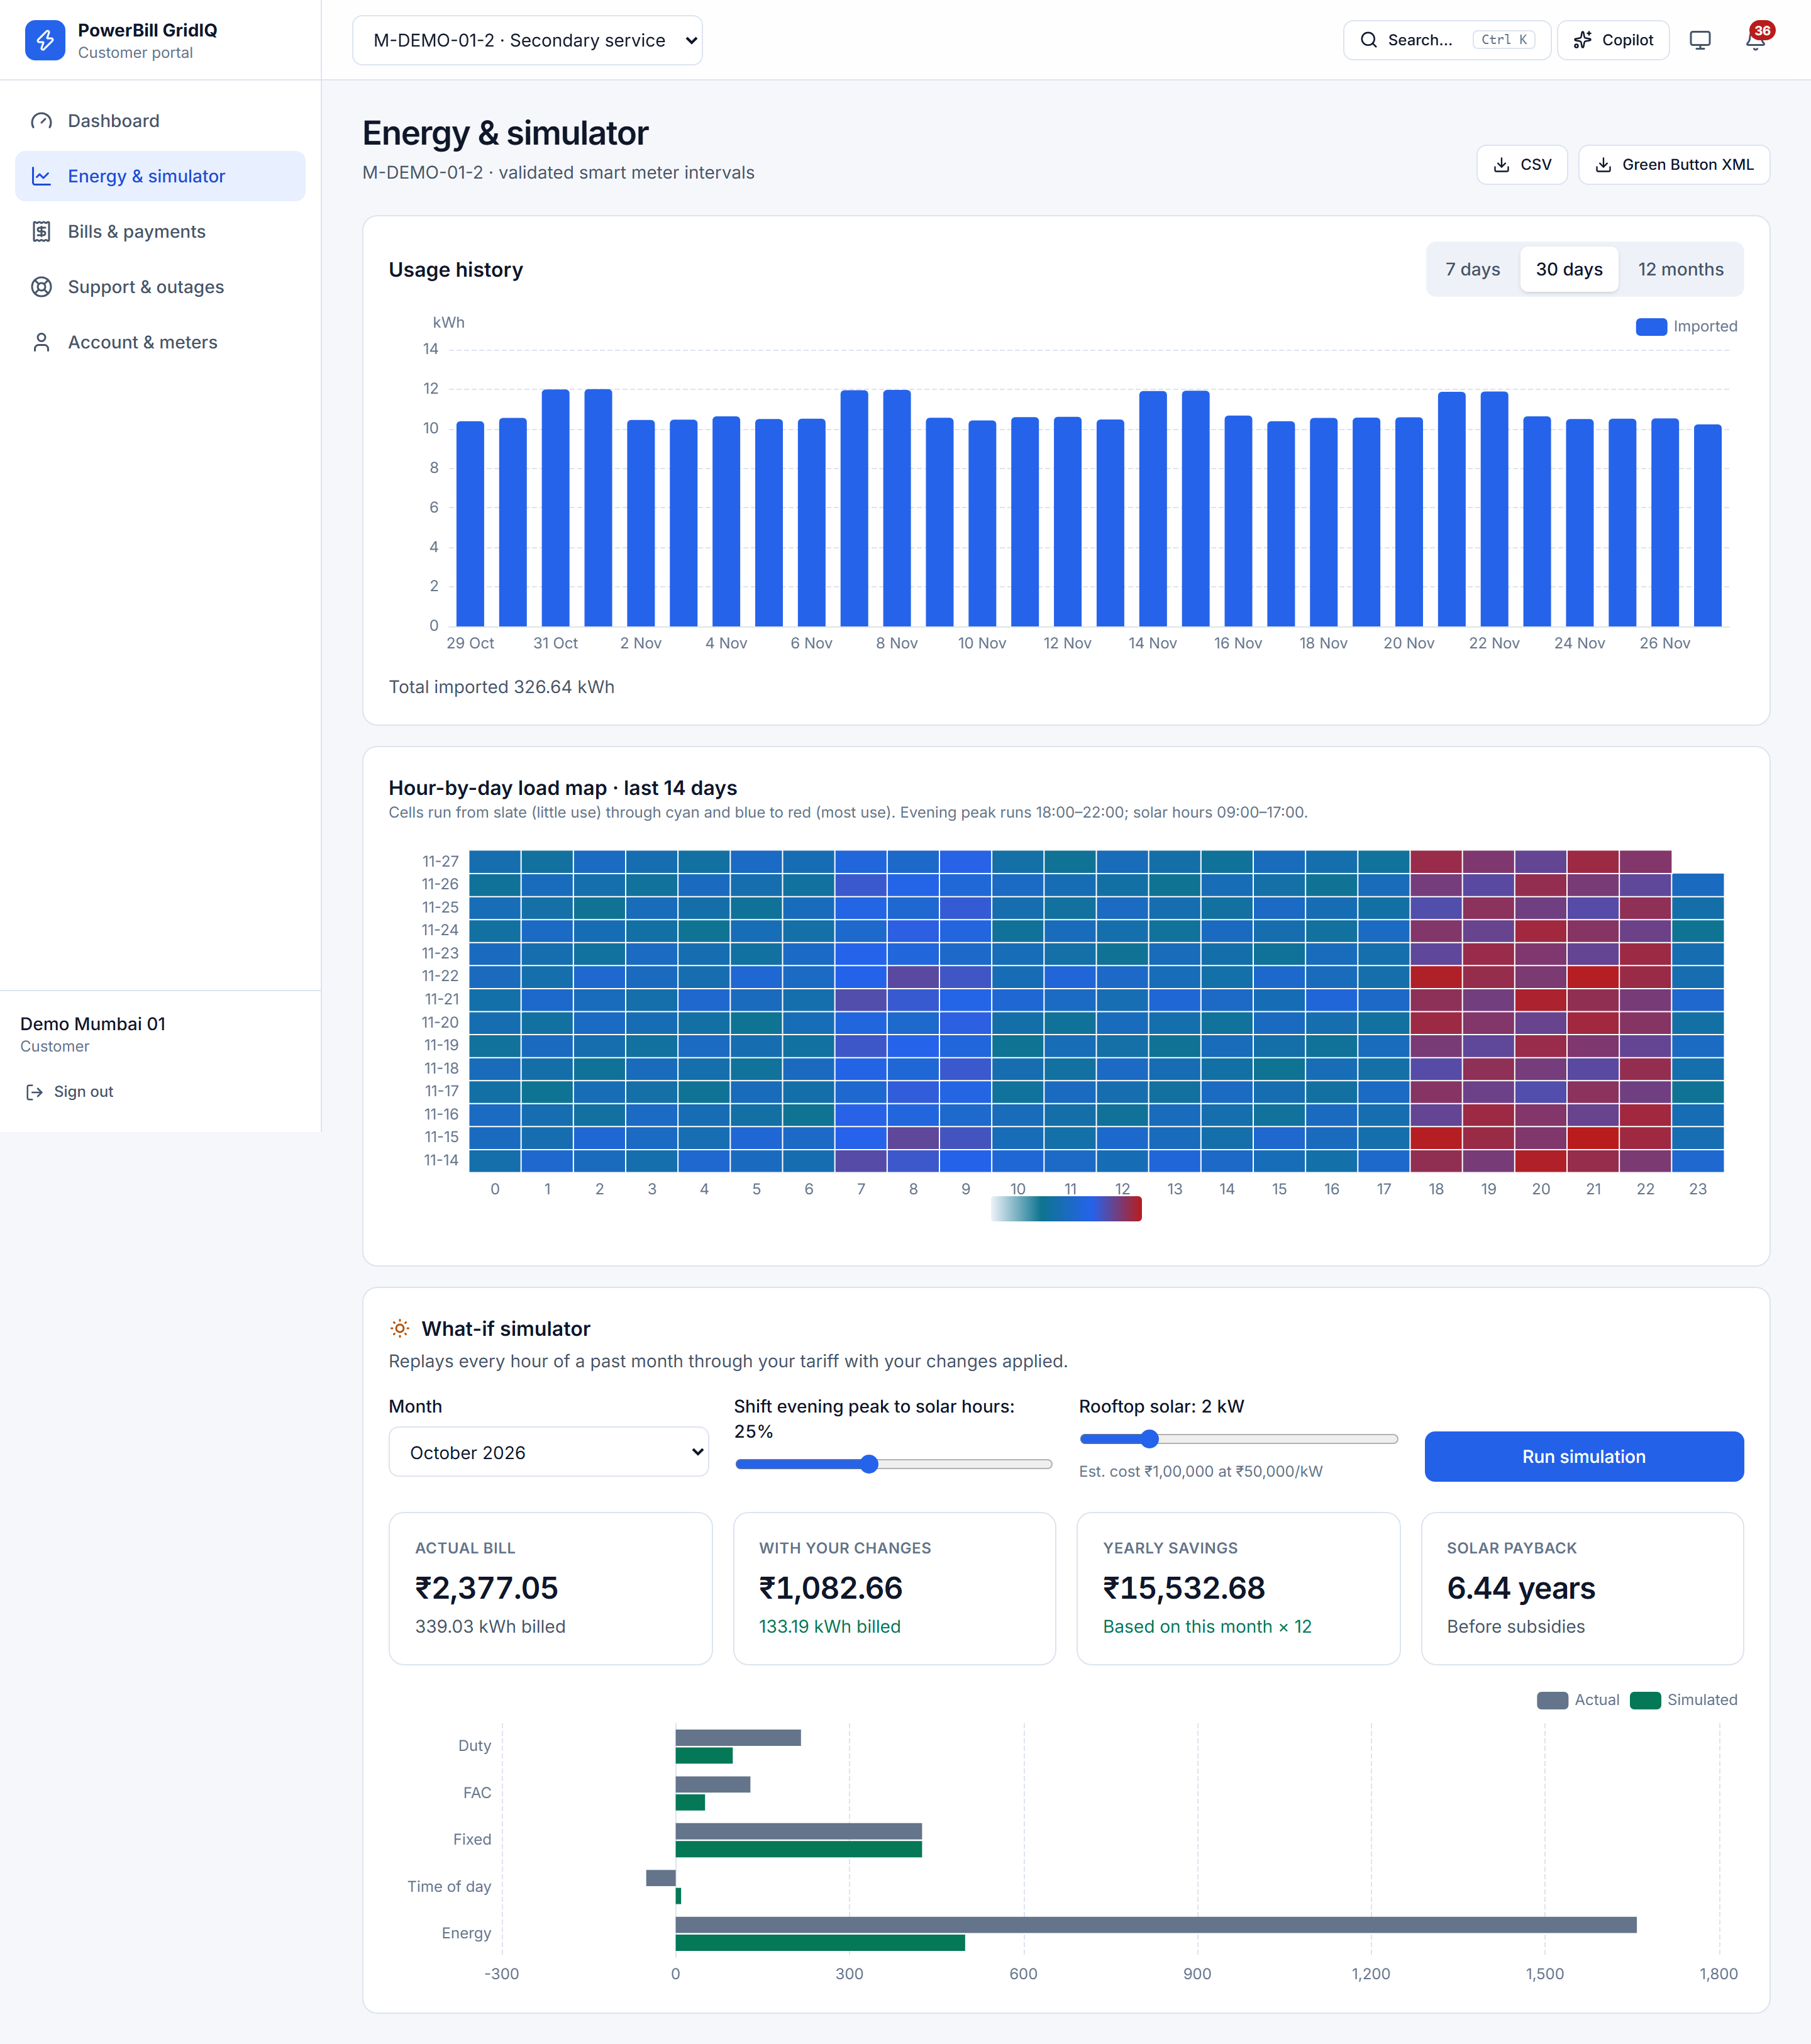 PowerBill GridIQ
Customer portal
M-DEMO-01-2 · Secondary service
Search... Ctrl K
Copilot
36
Dashboard
Energy & simulator
Bills & payments
Support & outages
Account & meters
Demo Mumbai 01
Customer
Sign out
Energy & simulator
M-DEMO-01-2 · validated smart meter intervals
CSV
Green Button XML
Usage history
7 days 30 days 12 months
kWh
Imported
14
12
10
8
6
4
2
0
29 Oct 31 Oct 2 Nov 4 Nov 6 Nov 8 Nov 10 Nov 12 Nov 14 Nov 16 Nov 18 Nov 20 Nov 22 Nov 24 Nov 26 Nov
Total imported 326.64 kWh
Hour-by-day load map · last 14 days
Cells run from slate (little use) through cyan and blue to red (most use). Evening peak runs 18:00–22:00; solar hours 09:00–17:00.
11-27
11-26
11-25
11-24
11-23
11-22
11-21
11-20
11-19
11-18
11-17
11-16
11-15
11-14
0 1 2 3 4 5 6 7 8 9 10 11 12 13 14 15 16 17 18 19 20 21 22 23
What-if simulator
Replays every hour of a past month through your tariff with your changes applied.
Month
October 2026
Shift evening peak to solar hours:
25%
Rooftop solar: 2 kW
Est. cost ₹1,00,000 at ₹50,000/kW
Run simulation
ACTUAL BILL
₹2,377.05
339.03 kWh billed
WITH YOUR CHANGES
₹1,082.66
133.19 kWh billed
YEARLY SAVINGS
₹15,532.68
Based on this month × 12
SOLAR PAYBACK
6.44 years
Before subsidies
Actual Simulated
Duty
FAC
Fixed
Time of day
Energy
-300 0 300 600 900 1,200 1,500 1,800